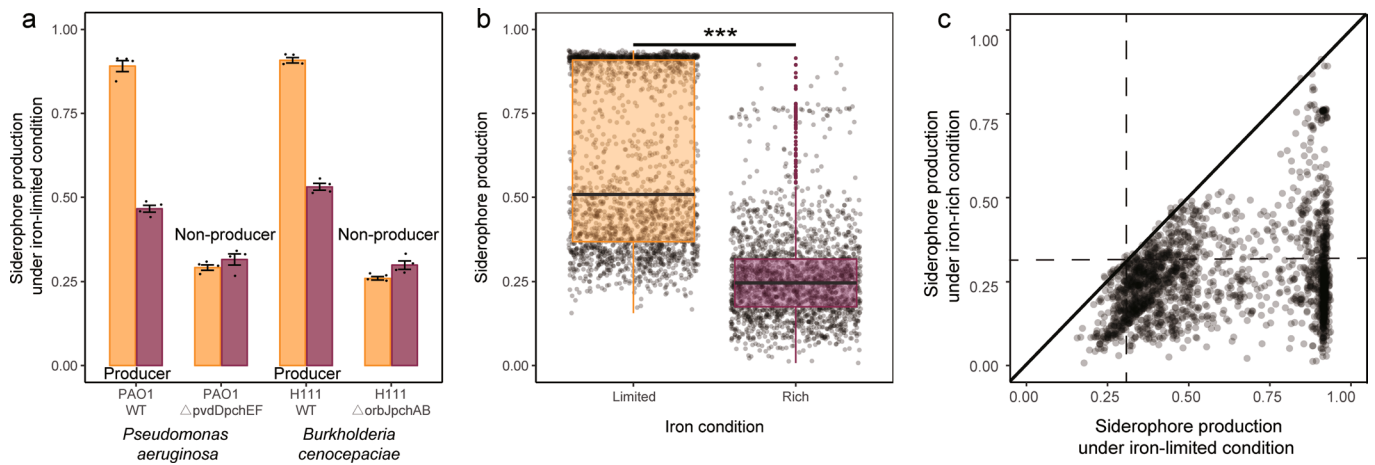 a
Siderophore production
under iron-limited condition
1.00
0.75
0.50
0.25
0.00
Non-producer
Non-producer
Producer
Producer
PAO1
WT
PAO1
△pvdDpchEF
H111
WT
H111
△orbJpchAB
Pseudomonas
aeruginosa
Burkholderia
cenocepaciae
b
Siderophore production
1.00
0.75
0.50
0.25
0.00
***
Limited
Rich
Iron condition
c
Siderophore production
under iron-rich condition
1.00
0.75
0.50
0.25
0.00
0.00
0.25
0.50
0.75
1.00
Siderophore production
under iron-limited condition